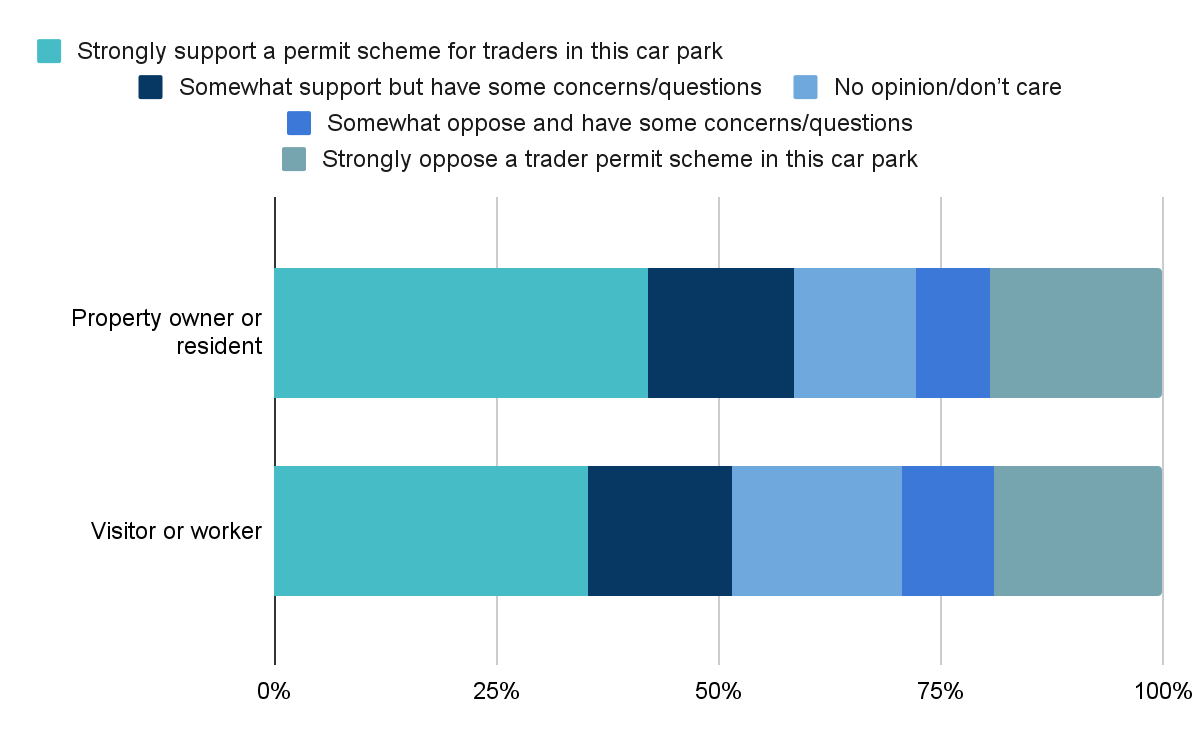 Strongly support a permit scheme for traders in this car park
Somewhat support but have some concerns/questions
No opinion/don’t care
Somewhat oppose and have some concerns/questions
Strongly oppose a trader permit scheme in this car park
Property owner or
resident
Visitor or worker
0%
25%
50%
75%
100%